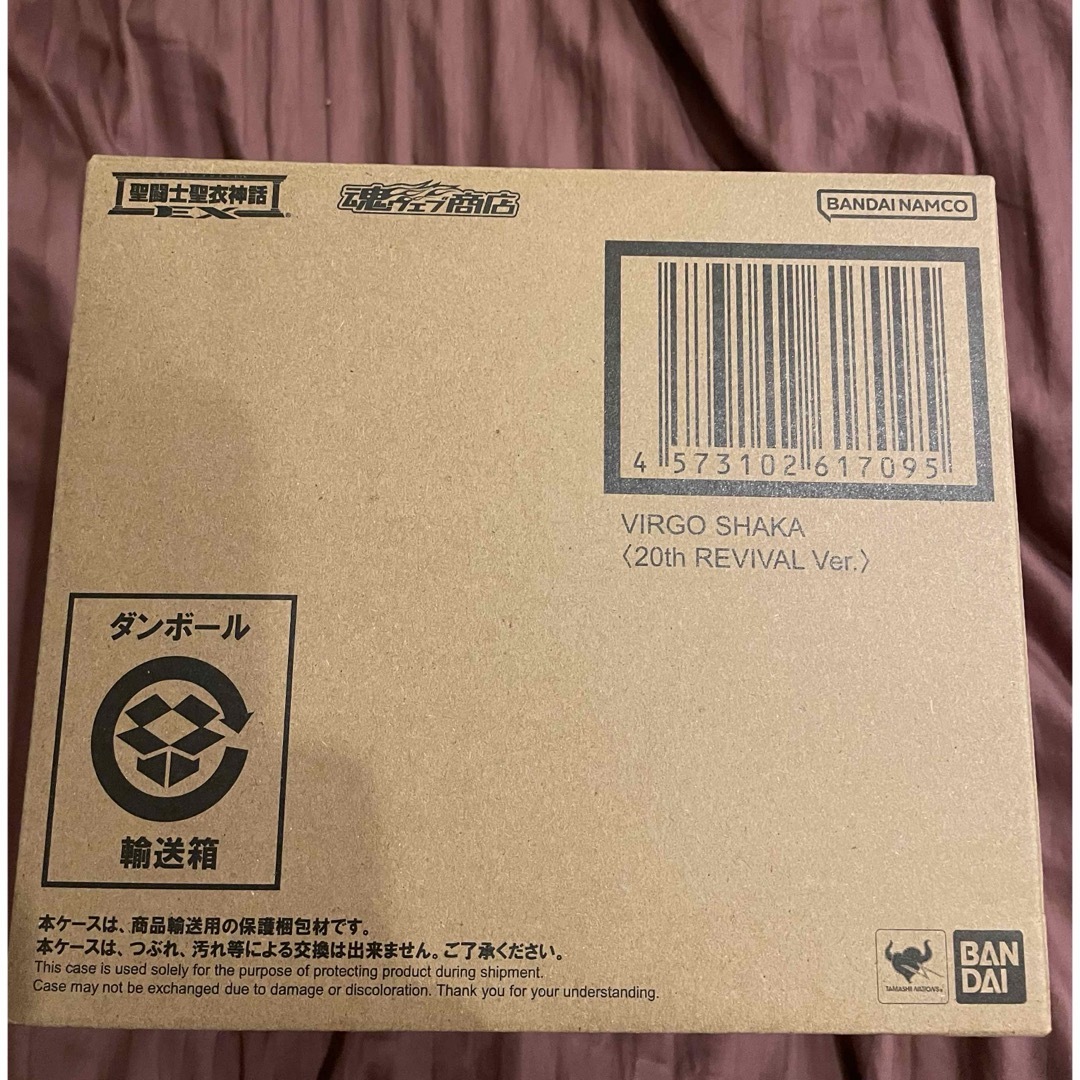 聖闘士聖衣神話
EX®
魂ウェブ商店
BANDAI NAMCO
4 573102 617095
VIRGO SHAKA
〈20th REVIVAL Ver.〉
ダンボール
輸送箱
本ケースは、商品輸送用の保護梱包材です。
本ケースは、つぶれ、汚れ等による交換は出来ません。ご了承ください。
This case is used solely for the purpose of protecting product during shipment.
Case may not be exchanged due to damage or discoloration. Thank you for your understanding.
TAMASHII NATIONS
BAN
DAI